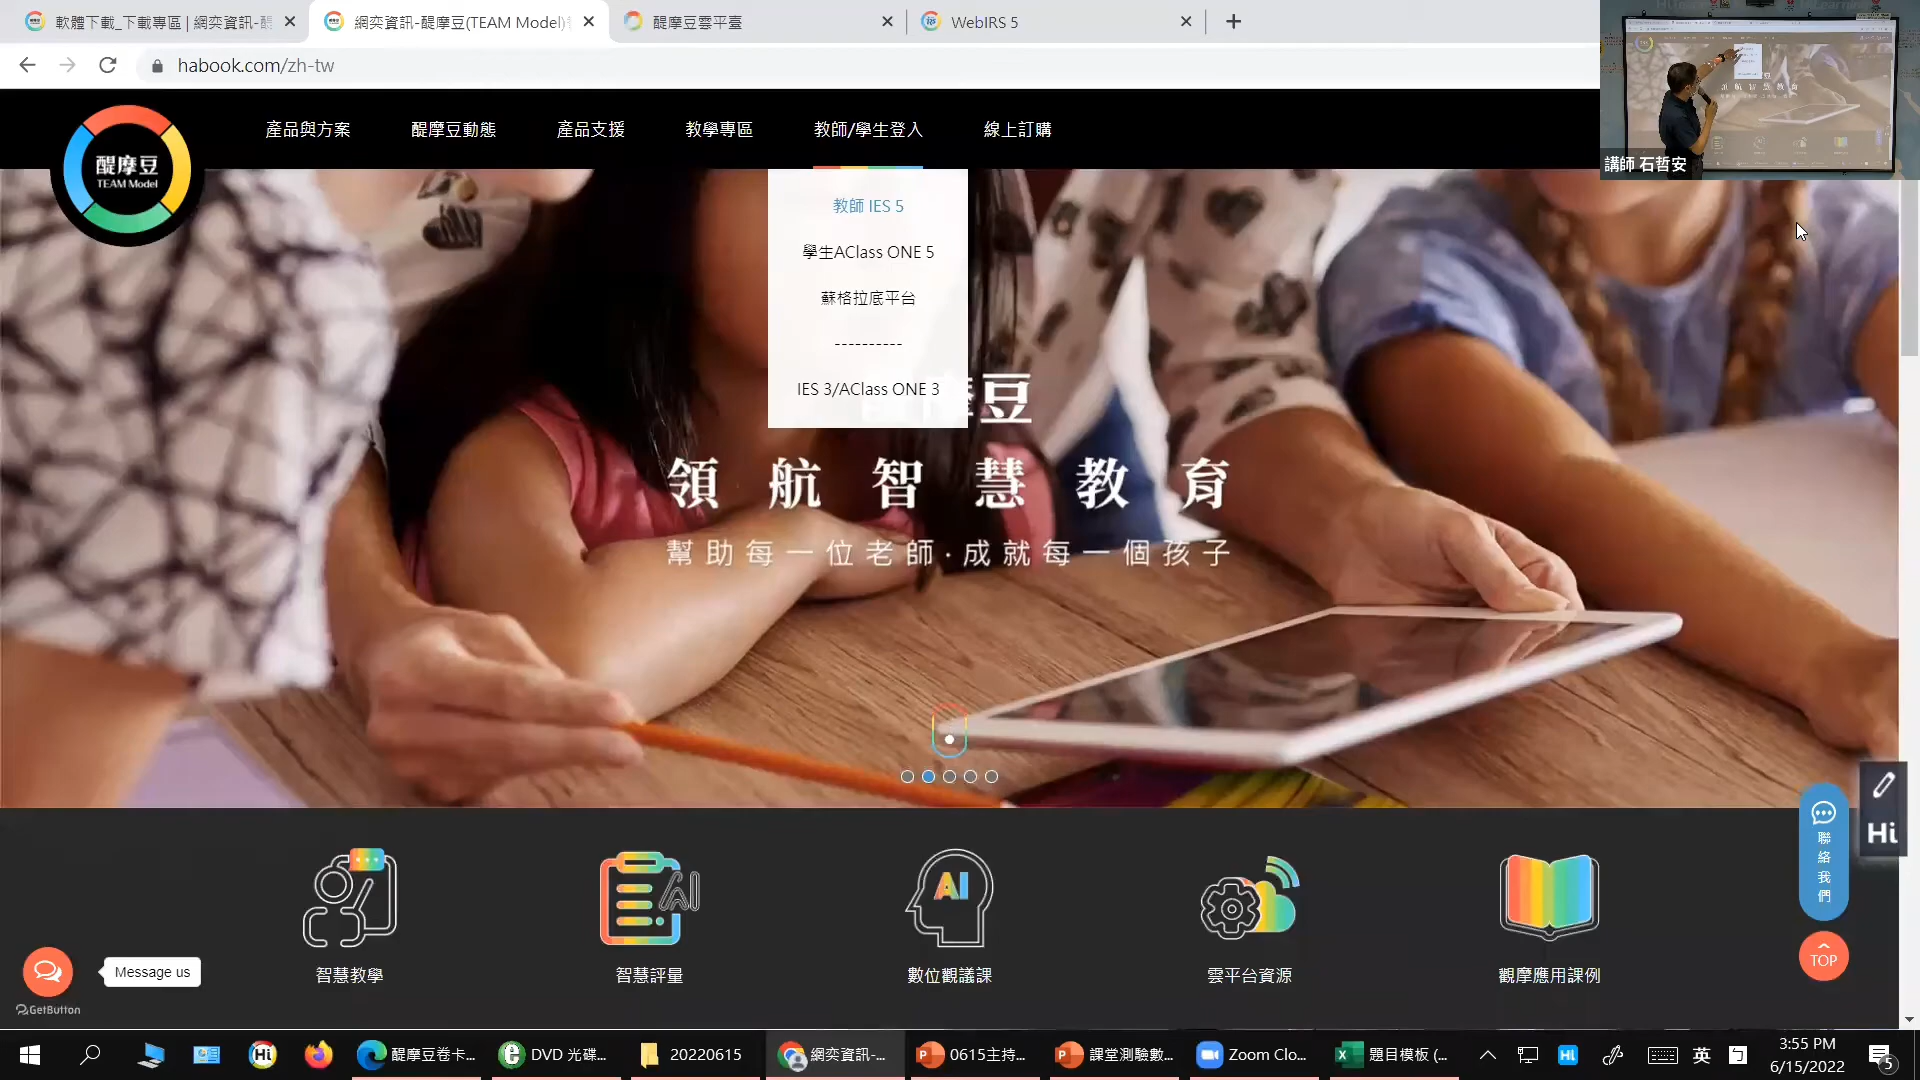 軟體下載_下載專區 | 網奕資訊-醍
網奕資訊-醍摩豆(TEAM Model)
醍摩豆雲平臺
WebIRS 5
habook.com/zh-tw
醍摩豆
TEAM Model
產品與方案
醍摩豆動態
產品支援
教學專區
教師/學生登入
線上訂購
講師 石哲安
教師 IES 5
學生AClass ONE 5
蘇格拉底平台
----------
IES 3/AClass ONE 3
豆
領航智慧教育
幫助每一位老師·成就每一個孩子
Hi
聯絡我們
TOP
AI
智慧教學
智慧評量
數位觀議課
雲平台資源
觀摩應用課例
Message us
GetButton
醍摩豆卷卡...
DVD 光碟...
20220615
網奕資訊-...
0615主持...
課堂測驗數...
Zoom Clo...
題目模板 (...
英
3:55 PM
6/15/2022
5